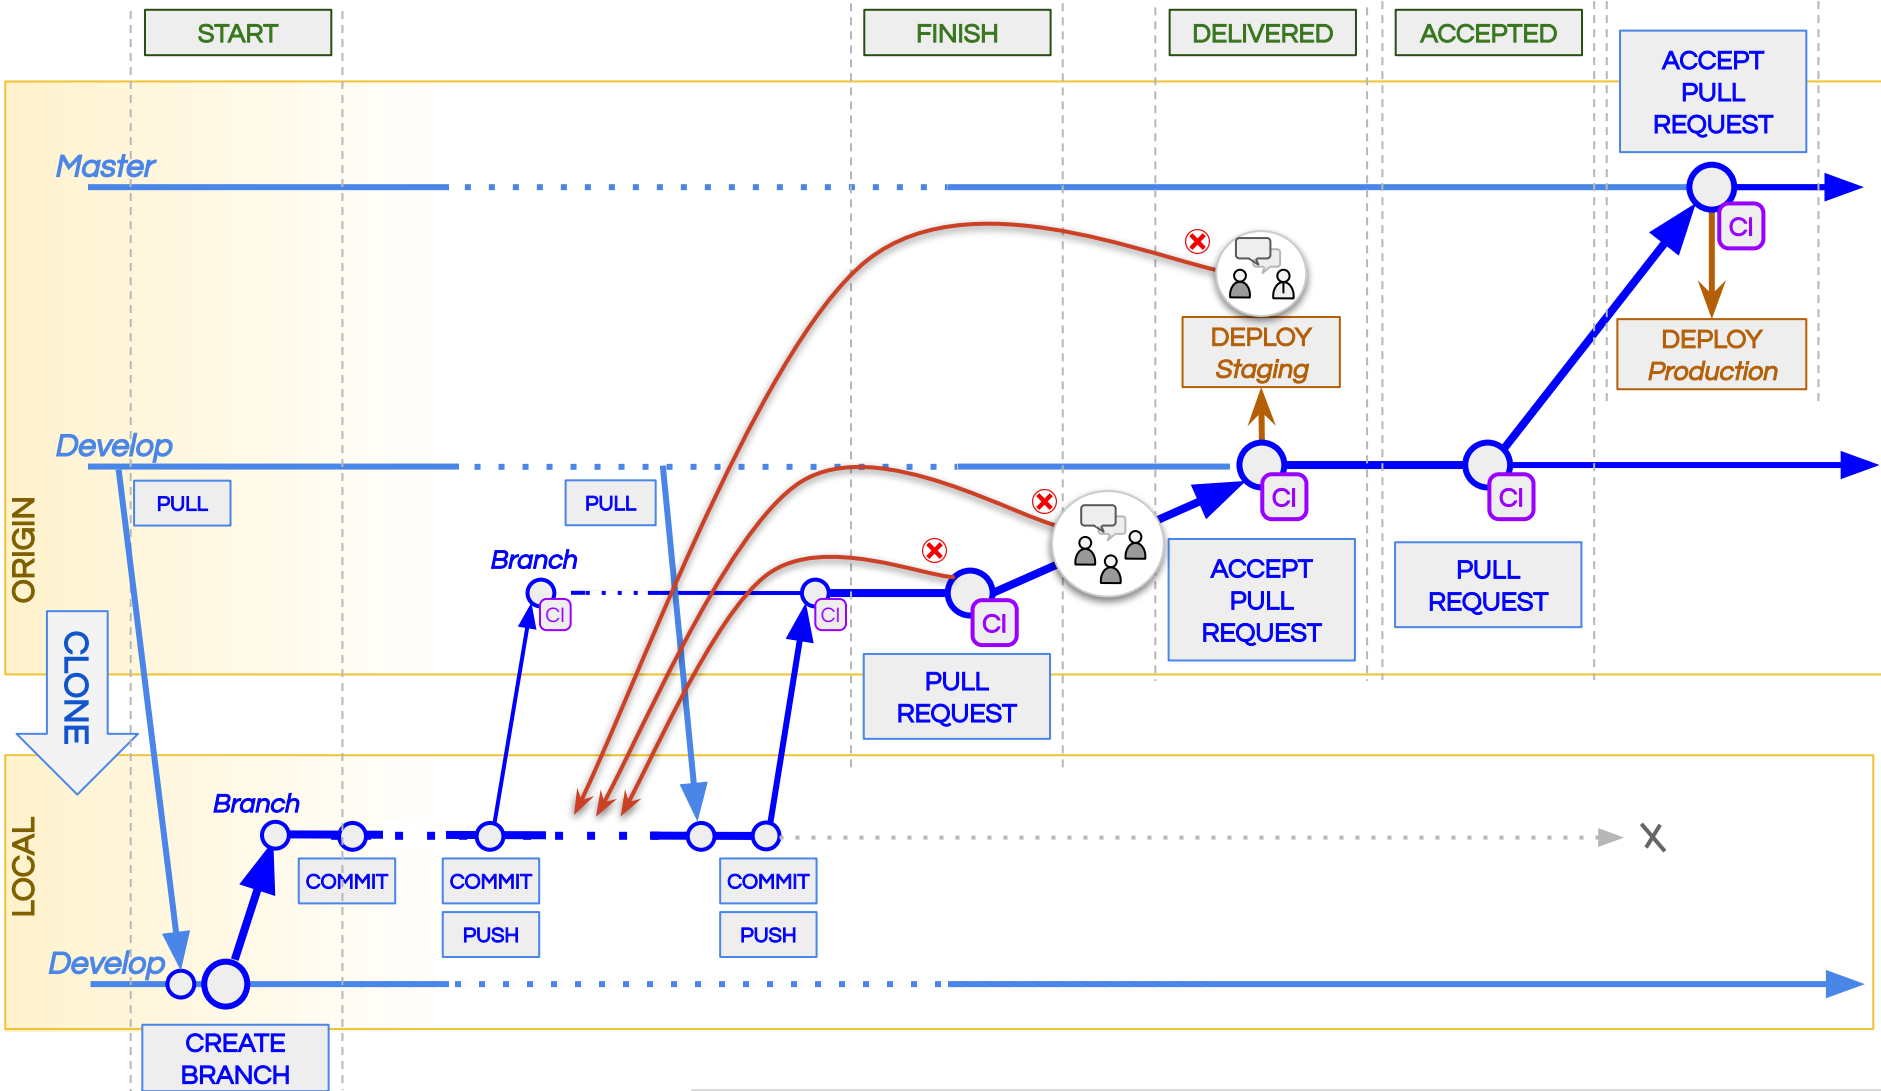 START
FINISH
DELIVERED
ACCEPTED
ACCEPT
PULL
REQUEST
Master
CI
DEPLOY
Staging
DEPLOY
Production
Develop
PULL
PULL
CI
CI
ORIGIN
Branch
CI
CI
CI
ACCEPT
PULL
REQUEST
PULL
REQUEST
PULL
REQUEST
CLONE
LOCAL
Branch
X
COMMIT
COMMIT
COMMIT
PUSH
PUSH
Develop
CREATE
BRANCH